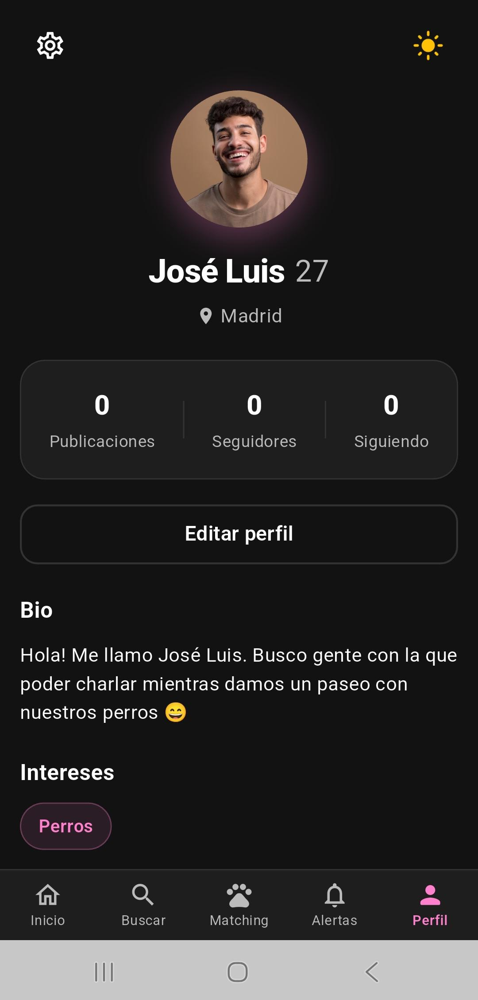 José Luis 27
Madrid
0 0 0
Publicaciones Seguidores Siguiendo
Editar perfil
Bio
Hola! Me llamo José Luis. Busco gente con la que
poder charlar mientras damos un paseo con
nuestros perros 😄
Intereses
Perros
Inicio Buscar Matching Alertas Perfil